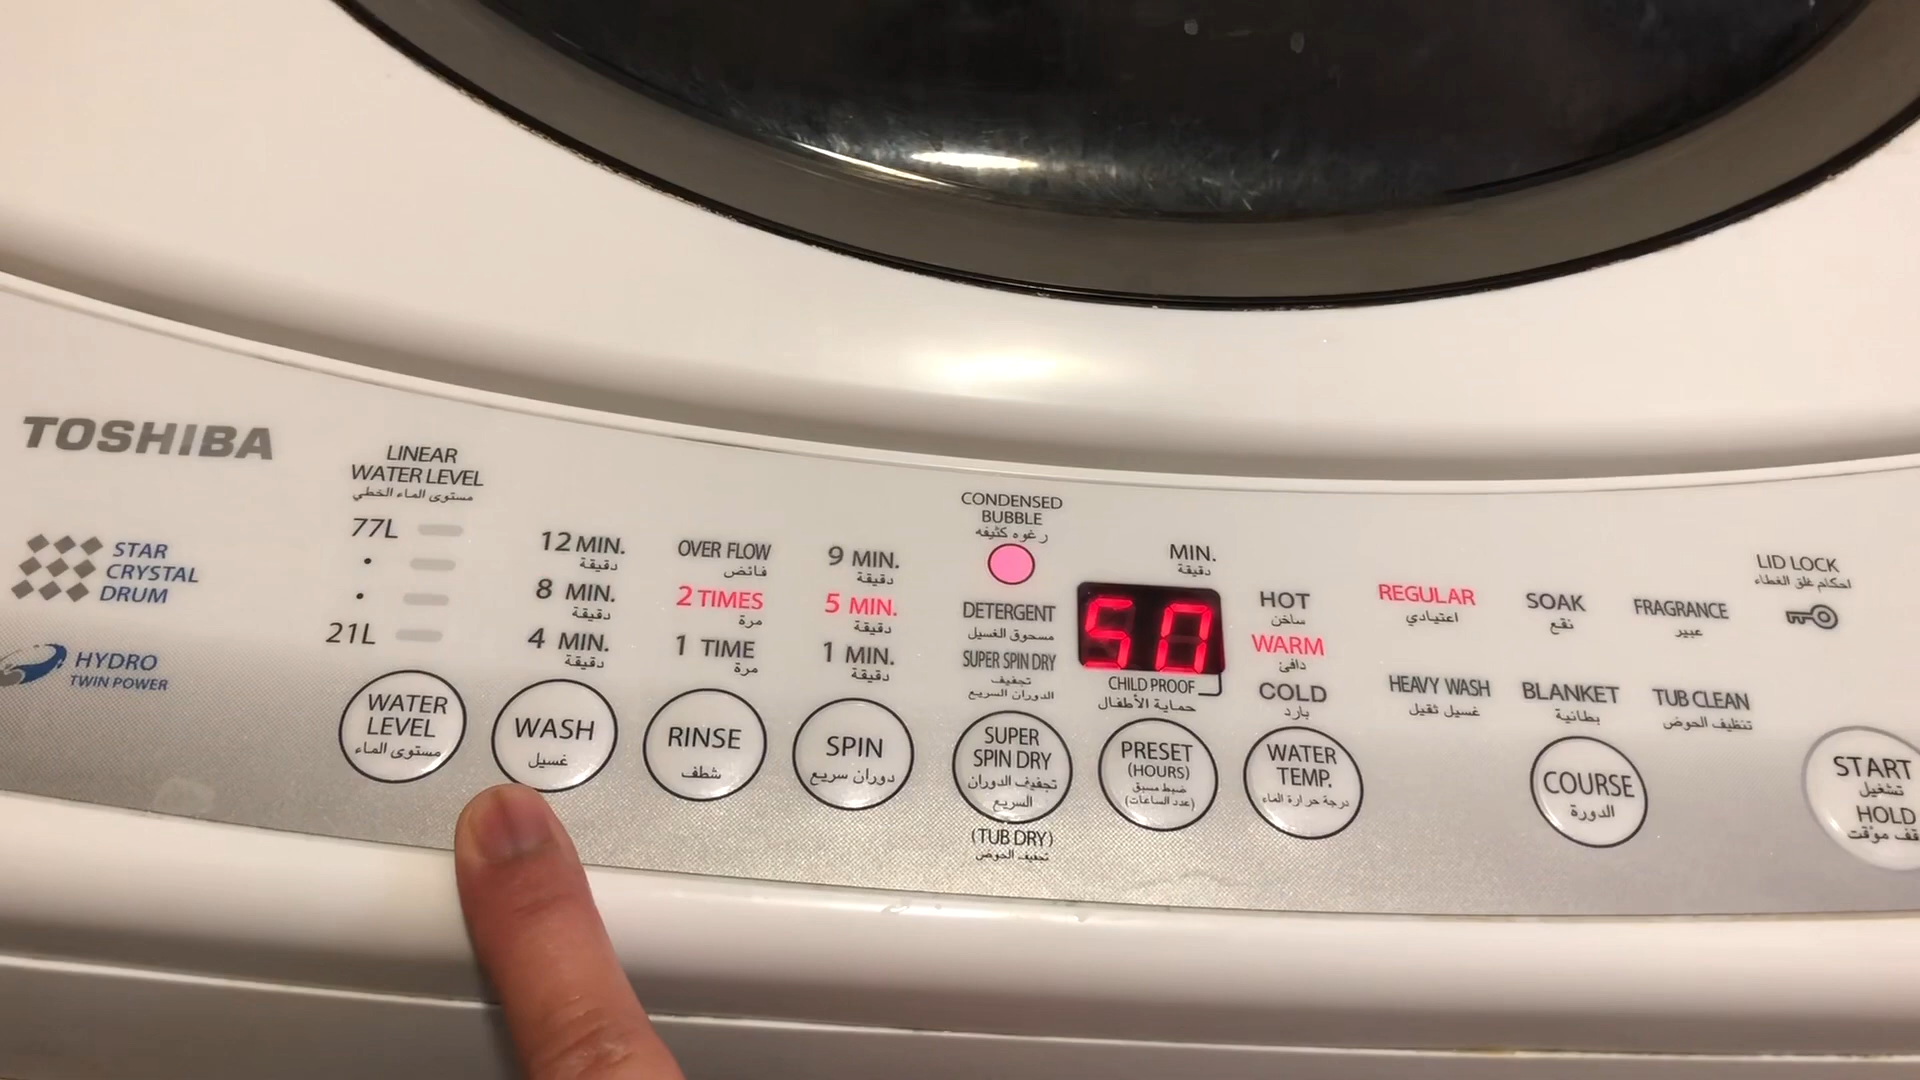 TOSHIBA
STAR
CRYSTAL
DRUM
HYDRO
TWIN POWER
LINEAR
WATER LEVEL
مستوى الماء الخطي
77L
21L
WATER
LEVEL
مستوى الماء
12 MIN.
دقيقة
8 MIN.
دقيقة
4 MIN.
دقيقة
WASH
غسيل
OVER FLOW
فائض
2 TIMES
مرة
1 TIME
مرة
RINSE
شطف
9 MIN.
دقيقة
5 MIN.
دقيقة
1 MIN.
دقيقة
SPIN
دوران سريع
CONDENSED
BUBBLE
رغوه كثيفه
DETERGENT
مسحوق الغسيل
SUPER SPIN DRY
تجفيف
الدوران السريع
SUPER
SPIN DRY
تجفيف الدوران
السريع
(TUB DRY)
تجفيف الحوض
MIN.
دقيقة
50
CHILD PROOF
حماية الأطفال
PRESET
(HOURS)
ضبط مسبق
(عدد الساعات)
HOT
ساخن
WARM
دافئ
COLD
بارد
WATER
TEMP.
درجة حرارة الماء
REGULAR
اعتيادي
SOAK
نقع
FRAGRANCE
عبير
HEAVY WASH
غسيل ثقيل
BLANKET
بطانية
TUB CLEAN
تنظيف الحوض
COURSE
الدورة
LID LOCK
احكام غلق الغطاء
START
تشغيل
HOLD
قف موقت